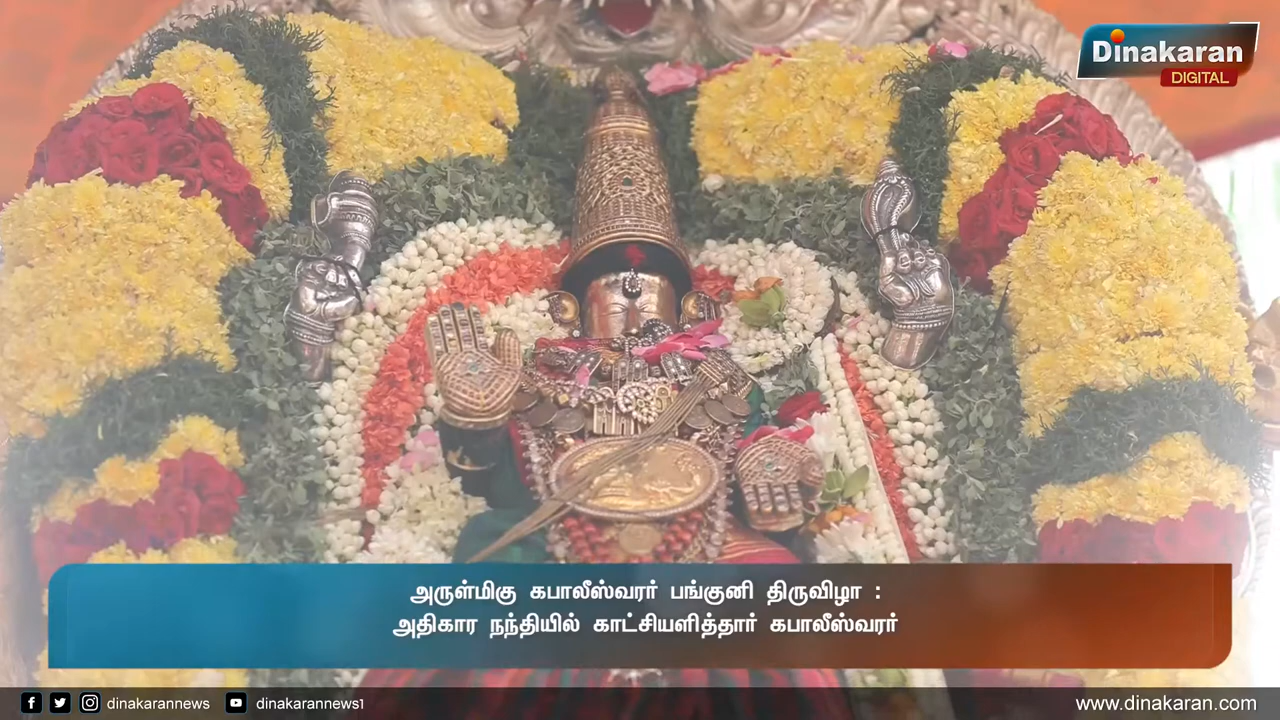 Dinakaran
DIGITAL
அருள்மிகு கபாலீஸ்வரர் பங்குனி திருவிழா :
அதிகார நந்தியில் காட்சியளித்தார் கபாலீஸ்வரர்
dinakarannews
dinakarannews1
www.dinakaran.com